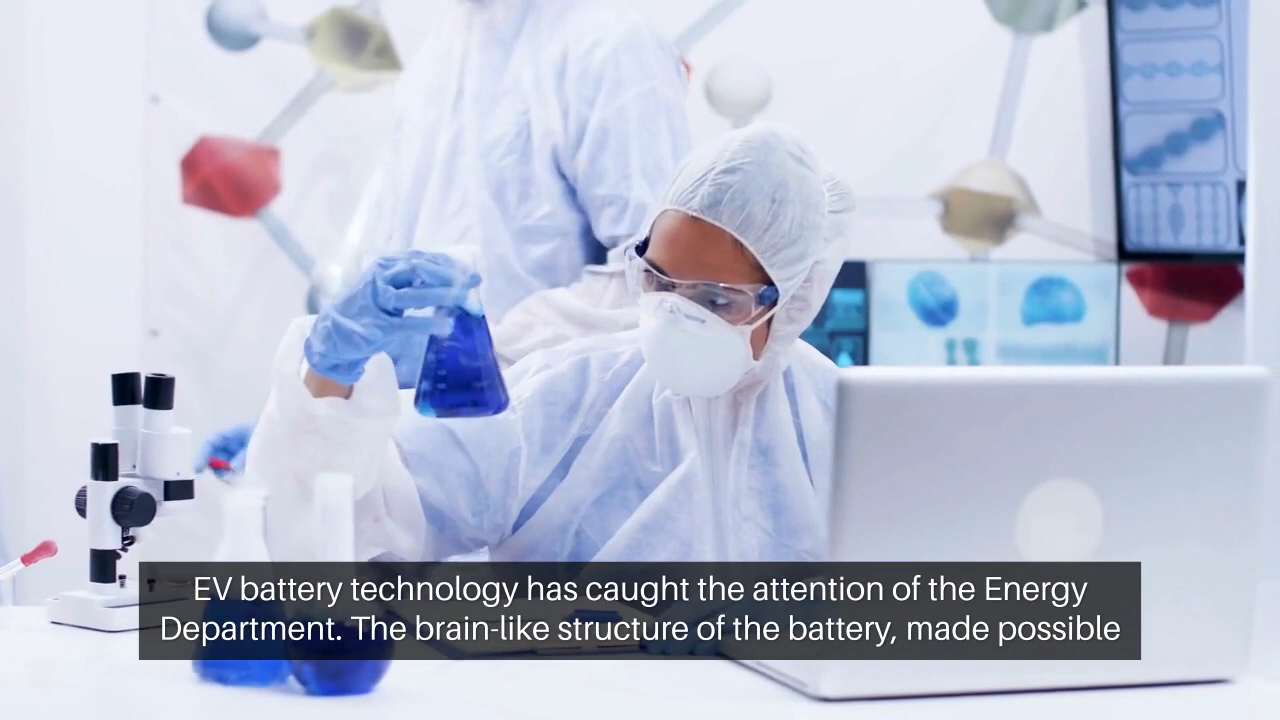 EV battery technology has caught the attention of the Energy
Department. The brain-like structure of the battery, made possible